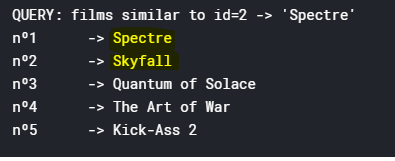 QUERY: films similar to id=2 -> 'Spectre'
nº1 -> Spectre
nº2 -> Skyfall
nº3 -> Quantum of Solace
nº4 -> The Art of War
nº5 -> Kick-Ass 2